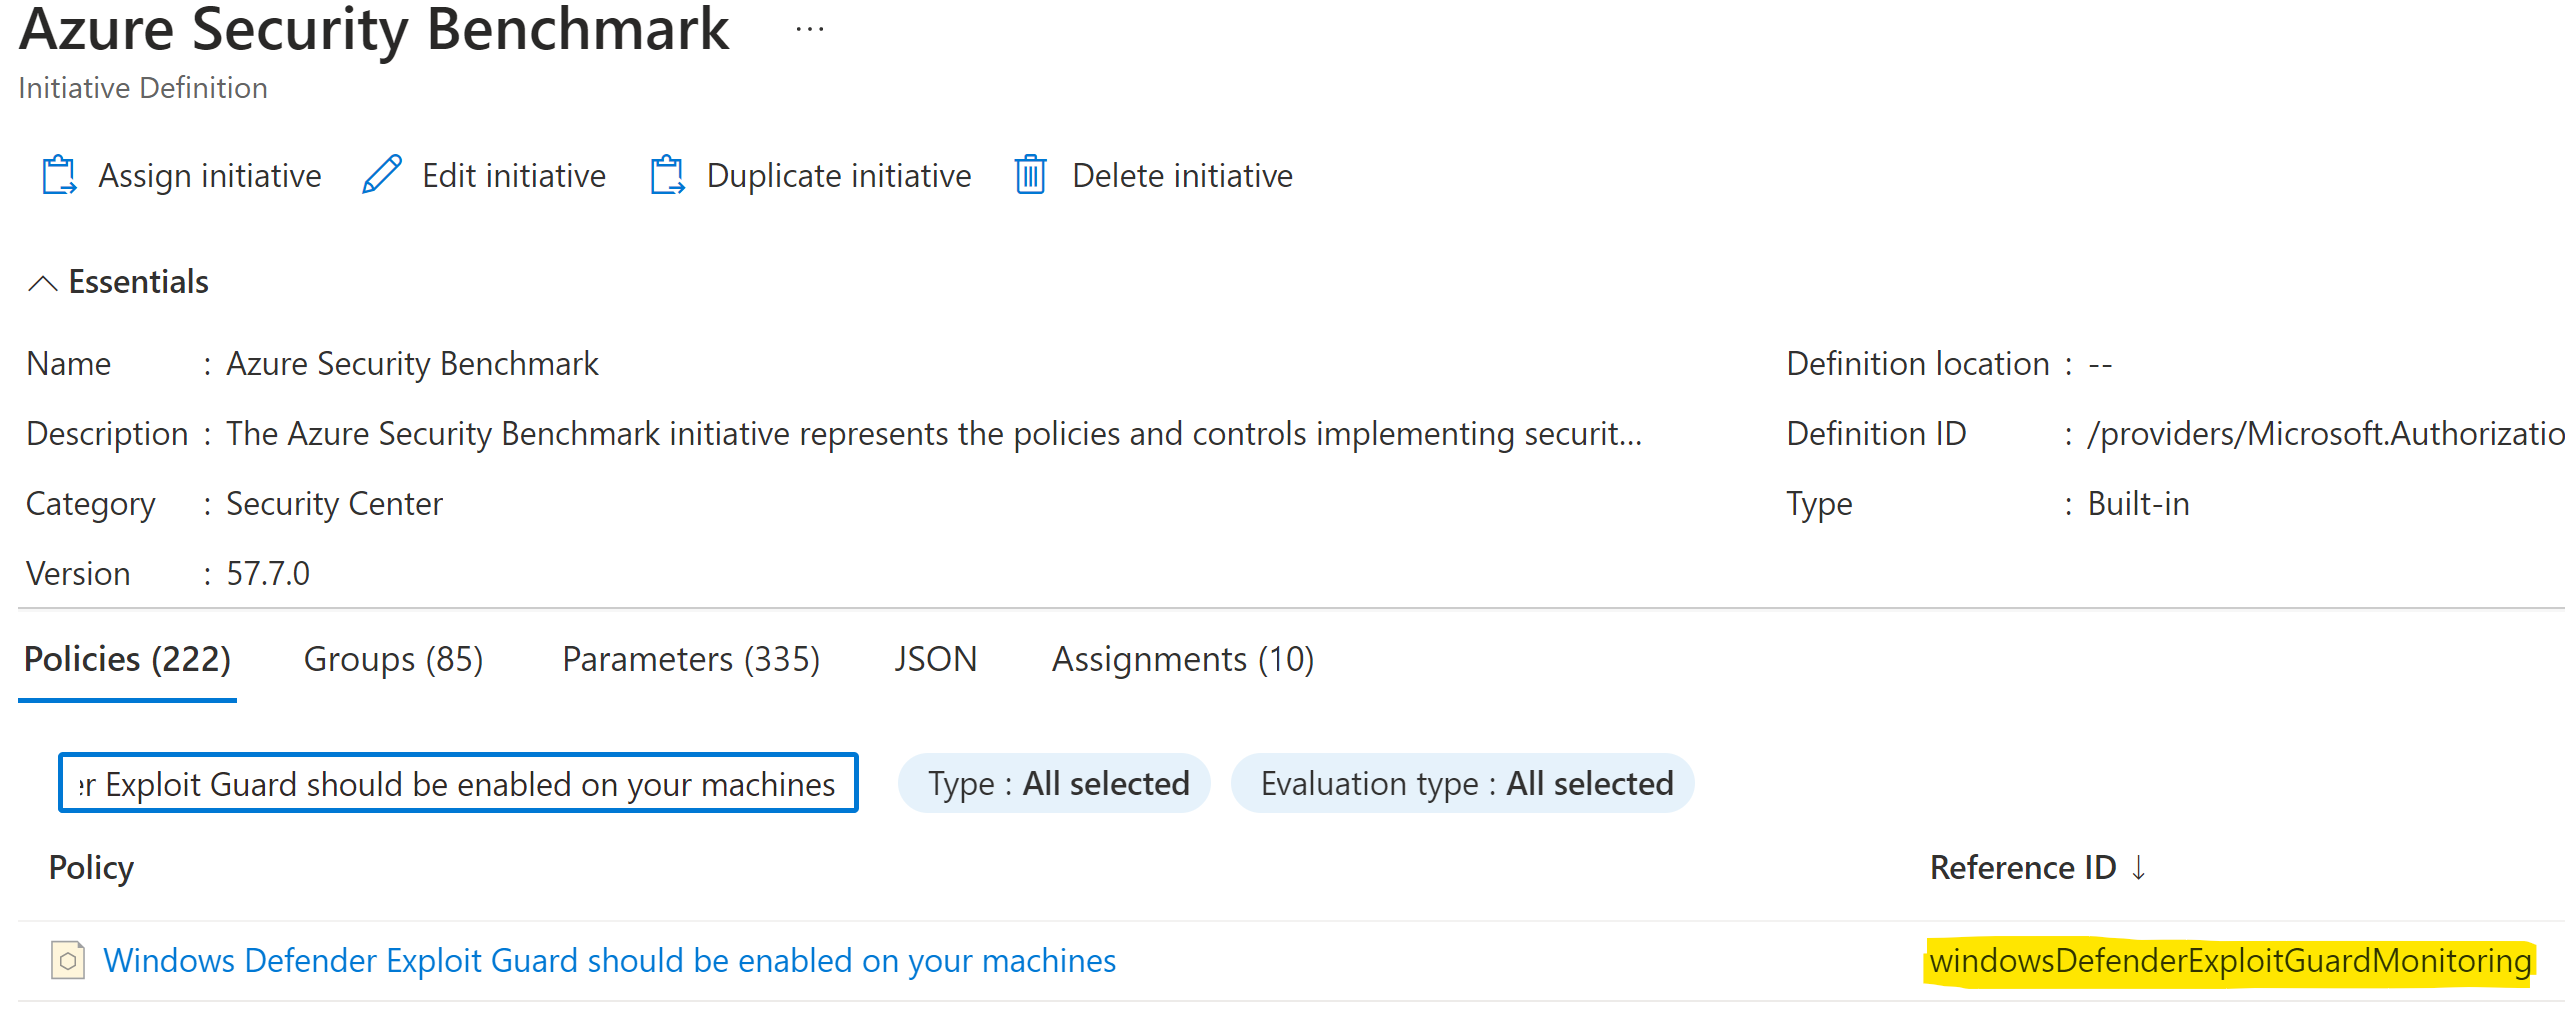 Azure Security Benchmark ...
Initiative Definition
Assign initiative Edit initiative Duplicate initiative Delete initiative
Essentials
Name : Azure Security Benchmark Definition location : --
Description : The Azure Security Benchmark initiative represents the policies and controls implementing securit... Definition ID : /providers/Microsoft.Authorizatio
Category : Security Center Type : Built-in
Version : 57.7.0
Policies (222) Groups (85) Parameters (335) JSON Assignments (10)
er Exploit Guard should be enabled on your machines Type : All selected Evaluation type : All selected
Policy Reference ID ↓
Windows Defender Exploit Guard should be enabled on your machines windowsDefenderExploitGuardMonitoring